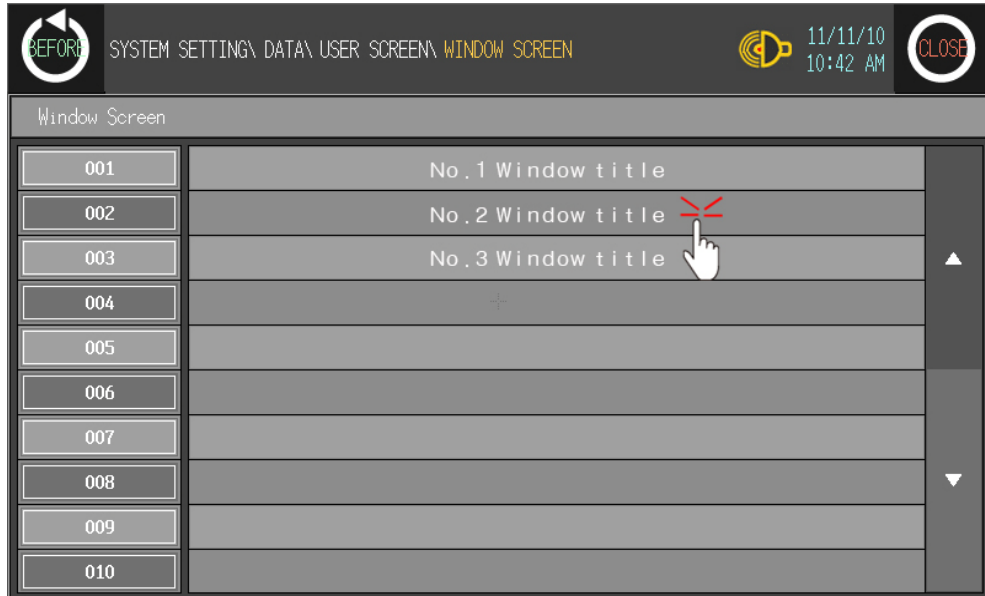 BEFORE
SYSTEM SETTING\ DATA\ USER SCREEN\ WINDOW SCREEN
11/11/10
10:42 AM
CLOSE
Window Screen
001 No.1 Window title
002 No.2 Window title
003 No.3 Window title
004
005
006
007
008
009
010